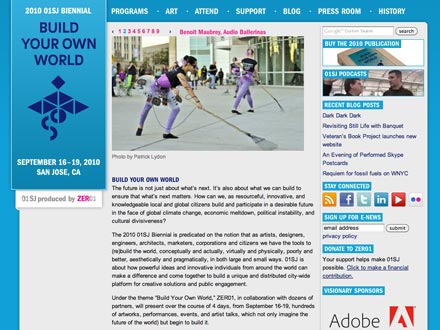 2010 01SJ BIENNIAL
BUILD
YOUR OWN
WORLD
SEPTEMBER 16-19, 2010
SAN JOSE, CA
01SJ produced by ZER01
PROGRAMS · ART · ATTEND · SUPPORT · BLOG · PRESS ROOM · HISTORY
1 2 3 4 5 6 7 8 9 Benoit Maubrey, Audio Ballerinas
Photo by Patrick Lydon
BUILD YOUR OWN WORLD
The future is not just about what's next. It's also about what we can build to
ensure that what's next matters. How can we, as resourceful, innovative, and
knowledgeable local and global citizens build and participate in a desirable future
in the face of global climate change, economic meltdown, political instability, and
cultural divisiveness?
The 2010 01SJ Biennial is predicated on the notion that as artists, designers,
engineers, architects, marketers, corporations and citizens we have the tools to
(re)build the world, conceptually and actually, virtually and physically, poorly and
better, aesthetically and pragmatically, in both large and small ways. 01SJ is
about how powerful ideas and innovative individuals from around the world can
make a difference and come together to build a unique and distributed city-wide
platform for creative solutions and public engagement.
Under the theme "Build Your Own World," ZER01, in collaboration with dozens of
partners, will present over the course of 4 days, from September 16-19, hundreds
of artworks, performances, events, and artist talks, which not only imagine the
future of the world) but begin to build it.
Google Custom Search
search
BUY THE 2010 PUBLICATION
01SJ PODCASTS
RECENT BLOG POSTS
Dark Dark Dark
Revisiting Still Life with Banquet
Veteran's Book Project launches new
website
An Evening of Performed Skype
Postcards
Requiem for fossil fuels on WNYC
STAY CONNECTED
SIGN UP FOR E-NEWS
email address
submit
privacy policy
DONATE TO ZER01
Your support helps make 01SJ
possible. Click to make a financial
contribution.
VISIONARY SPONSORS
Adobe